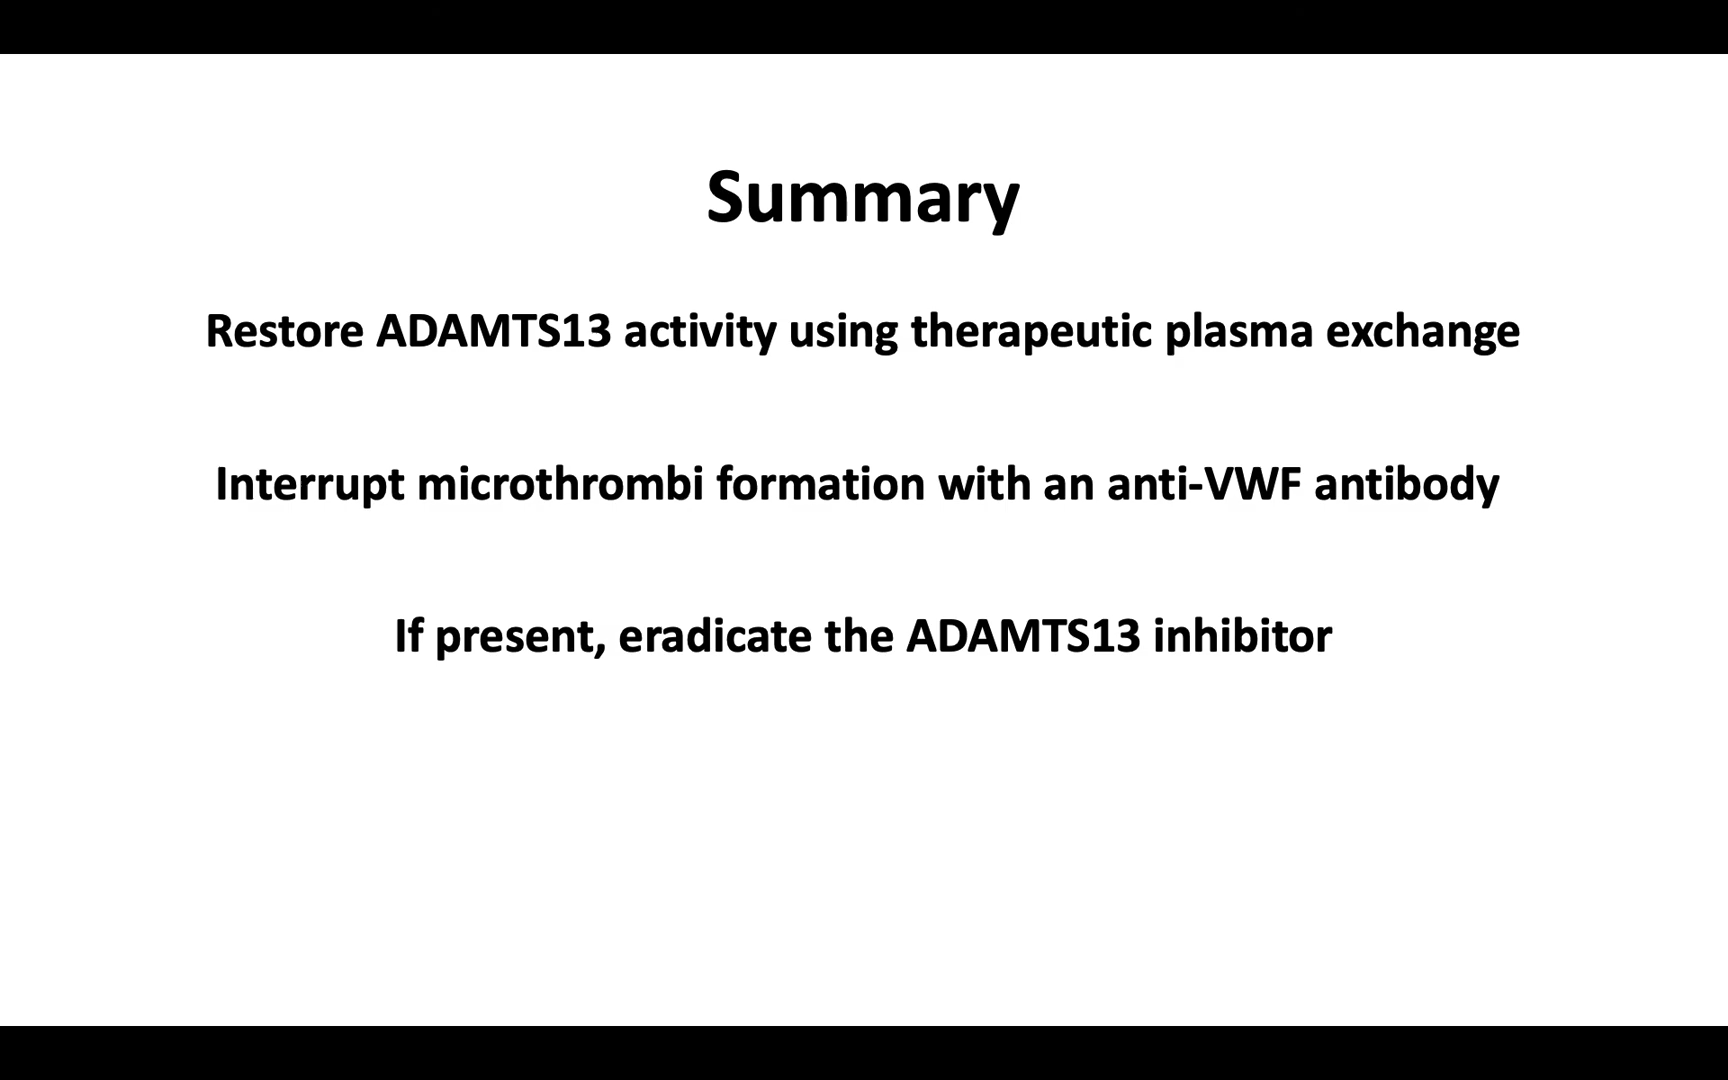 Summary
Restore ADAMTS13 activity using therapeutic plasma exchange
Interrupt microthrombi formation with an anti-VWF antibody
If present, eradicate the ADAMTS13 inhibitor